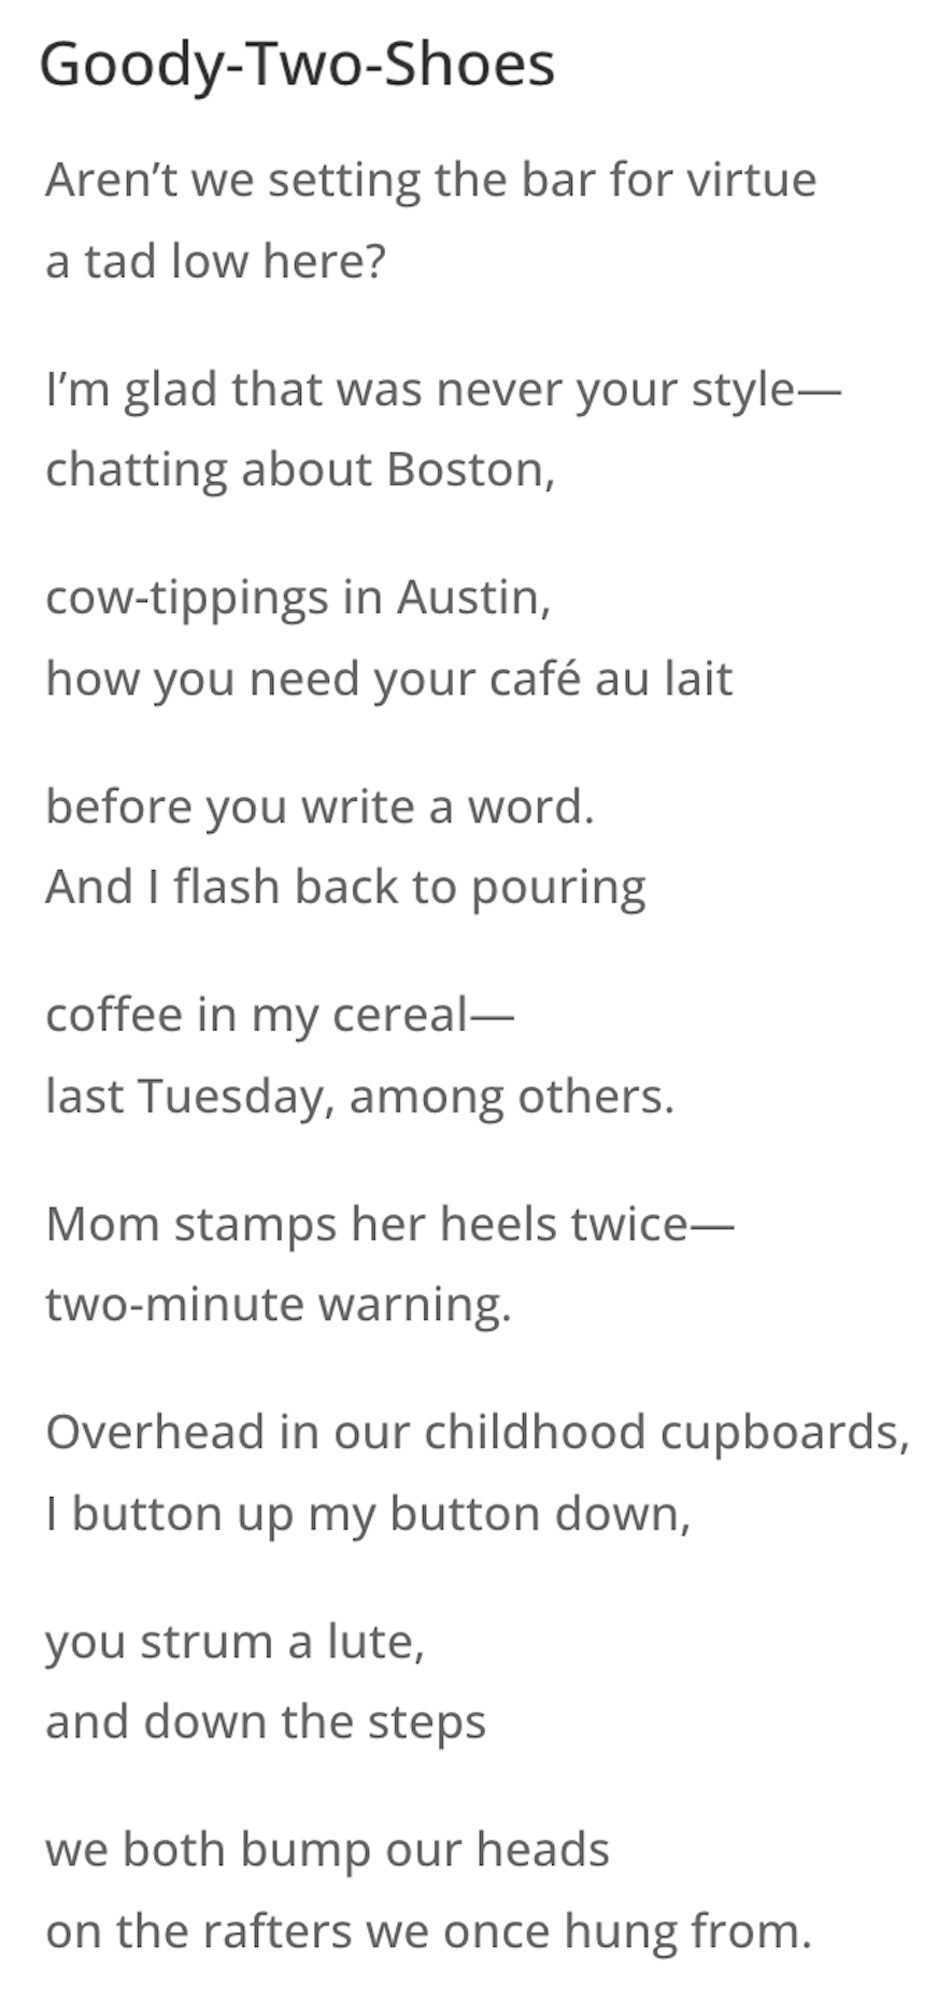 Goody-Two-Shoes
Aren’t we setting the bar for virtue
a tad low here?
I’m glad that was never your style—
chatting about Boston,
cow-tippings in Austin,
how you need your café au lait
before you write a word.
And I flash back to pouring
coffee in my cereal—
last Tuesday, among others.
Mom stamps her heels twice—
two-minute warning.
Overhead in our childhood cupboards,
I button up my button down,
you strum a lute,
and down the steps
we both bump our heads
on the rafters we once hung from.